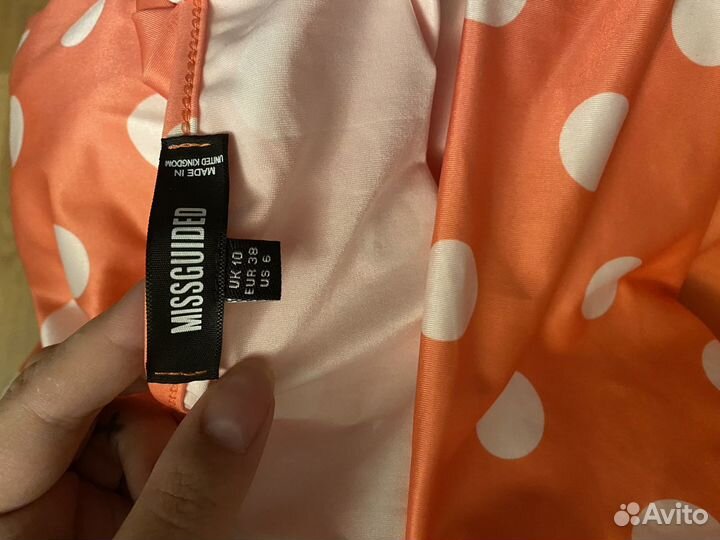 MISSGUIDED
MADE IN
UNITED KINGDOM
UK 10
EUR 38
US 6
Avito